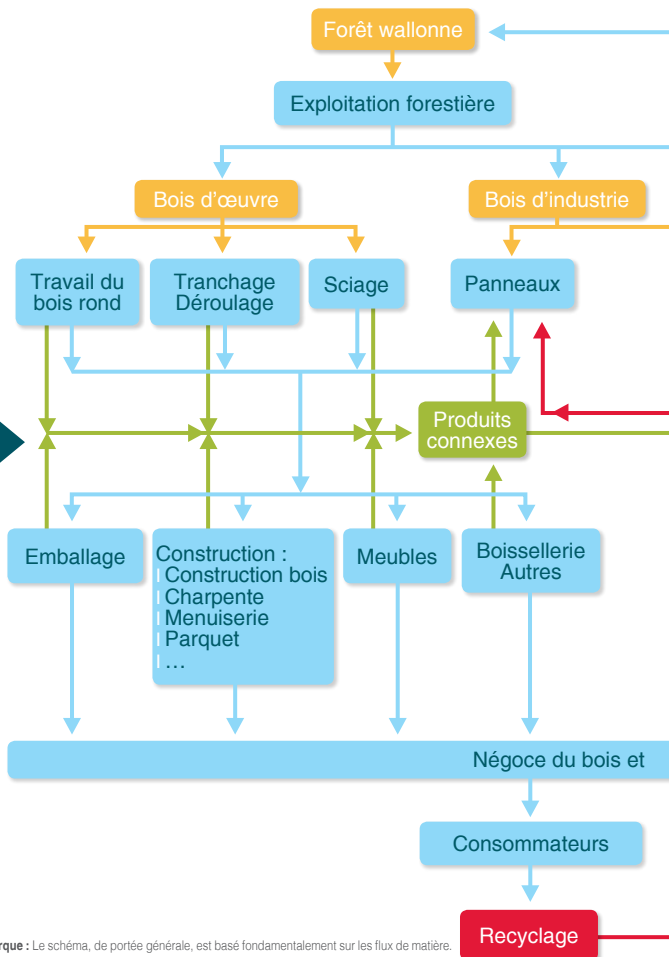 Forêt wallonne
Exploitation forestière
Bois d'œuvre
Bois d'industrie
Travail du
bois rond
Tranchage
Déroulage
Sciage
Panneaux
Produits
connexes
Emballage
Construction :
| Construction bois
| Charpente
| Menuiserie
| Parquet
| …
Meubles
Boissellerie
Autres
Négoce du bois et
Consommateurs
Recyclage
rque : Le schéma, de portée générale, est basé fondamentalement sur les flux de matière.